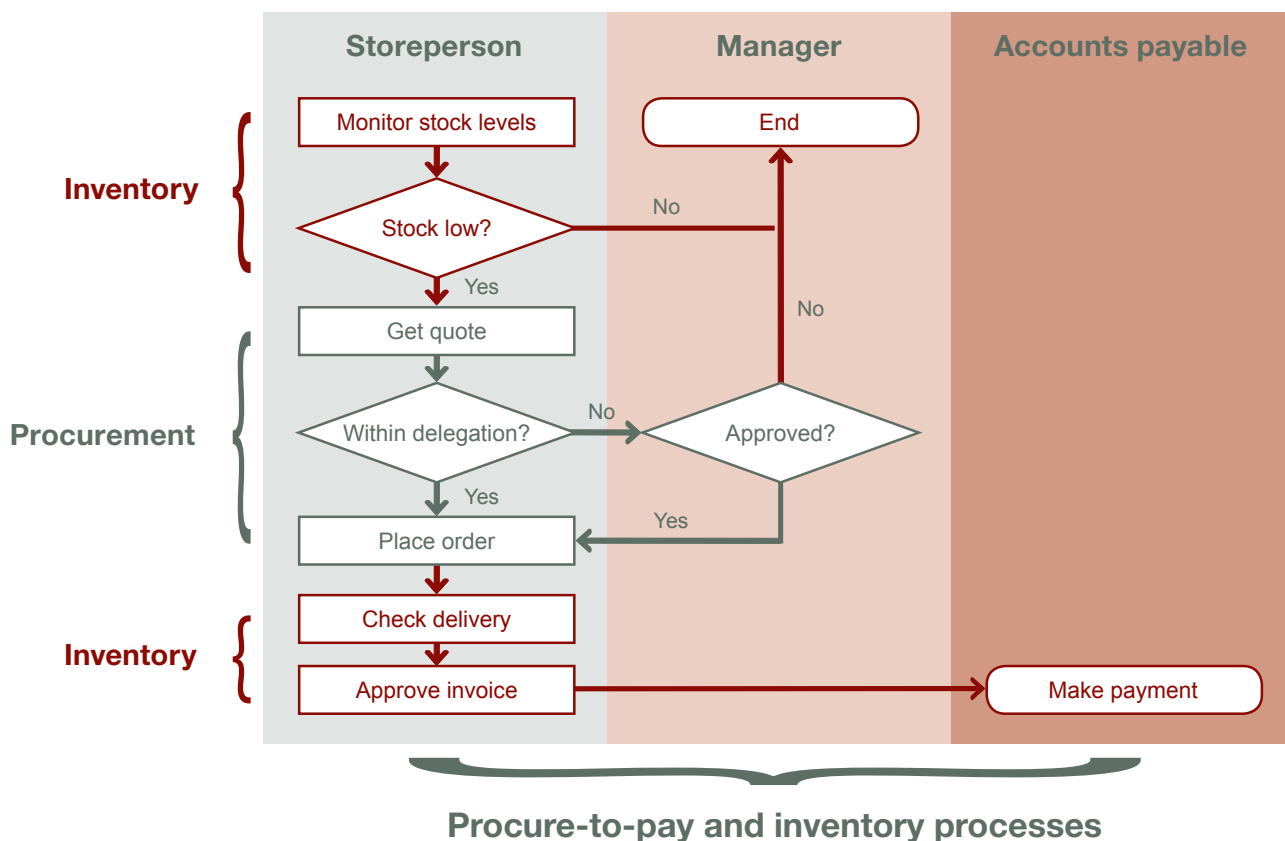 Storeperson
Manager
Accounts payable
Inventory
Monitor stock levels
End
Stock low?
No
Yes
Procurement
Get quote
No
Within delegation?
No
Approved?
Yes
Yes
Place order
Inventory
Check delivery
Approve invoice
Make payment
Procure-to-pay and inventory processes